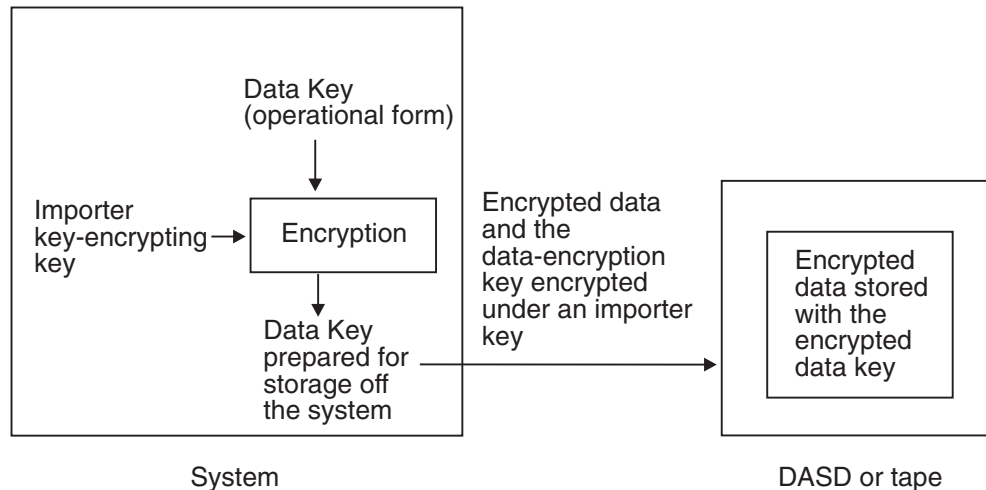 Data Key
(operational form)
Importer
key-encrypting
key
Encryption
Data Key
prepared for
storage off
the system
Encrypted data
and the
data-encryption
key encrypted
under an importer
key
Encrypted
data stored
with the
encrypted
data key
System
DASD or tape